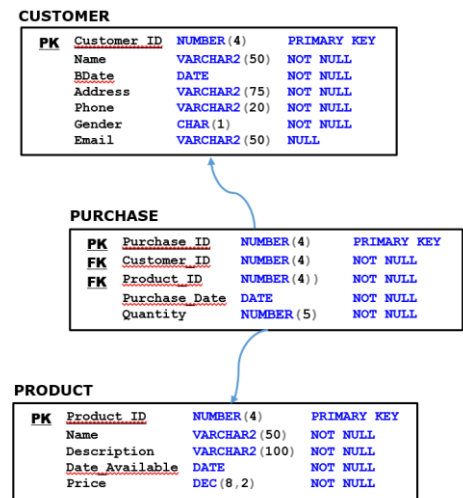 CUSTOMER
PK Customer_ID NUMBER(4) PRIMARY KEY
Name VARCHAR2(50) NOT NULL
BDate DATE NOT NULL
Address VARCHAR2(75) NOT NULL
Phone VARCHAR2(20) NOT NULL
Gender CHAR(1) NOT NULL
Email VARCHAR2(50) NULL
PURCHASE
PK Purchase_ID NUMBER(4) PRIMARY KEY
FK Customer_ID NUMBER(4) NOT NULL
FK Product_ID NUMBER(4)) NOT NULL
Purchase_Date DATE NOT NULL
Quantity NUMBER(5) NOT NULL
PRODUCT
PK Product_ID NUMBER(4) PRIMARY KEY
Name VARCHAR2(50) NOT NULL
Description VARCHAR2(100) NOT NULL
Date_Available DATE NOT NULL
Price DEC(8,2) NOT NULL